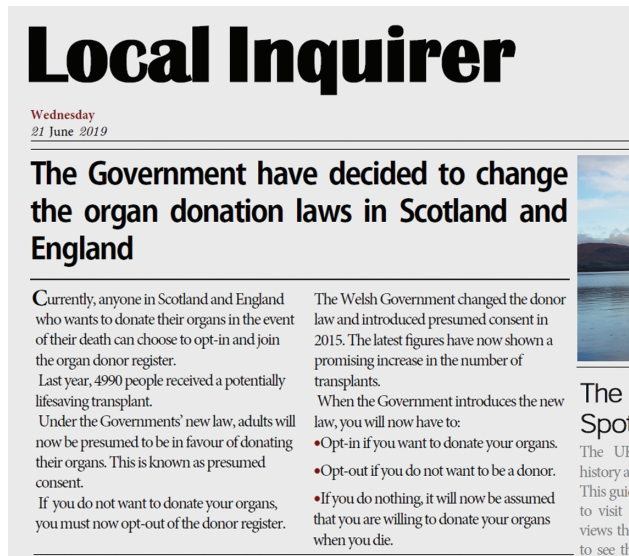 Local Inquirer
Wednesday
21 June 2019
The Government have decided to change
the organ donation laws in Scotland and
England
Currently, anyone in Scotland and England
who wants to donate their organs in the event
of their death can choose to opt-in and join
the organ donor register.
Last year, 4990 people received a potentially
lifesaving transplant.
Under the Governments' new law, adults will
now be presumed to be in favour of donating
their organs. This is known as presumed
consent.
If you do not want to donate your organs,
you must now opt-out of the donor register.
The Welsh Government changed the donor
law and introduced presumed consent in
2015. The latest figures have now shown a
promising increase in the number of
transplants.
When the Government introduces the new
law, you will now have to:
•Opt-in if you want to donate your organs.
•Opt-out if you do not want to be a donor.
•If you do nothing, it will now be assumed
that you are willing to donate your organs
when you die.
The
Spot
The UK
history a
This gui
to visit
views th
to see th